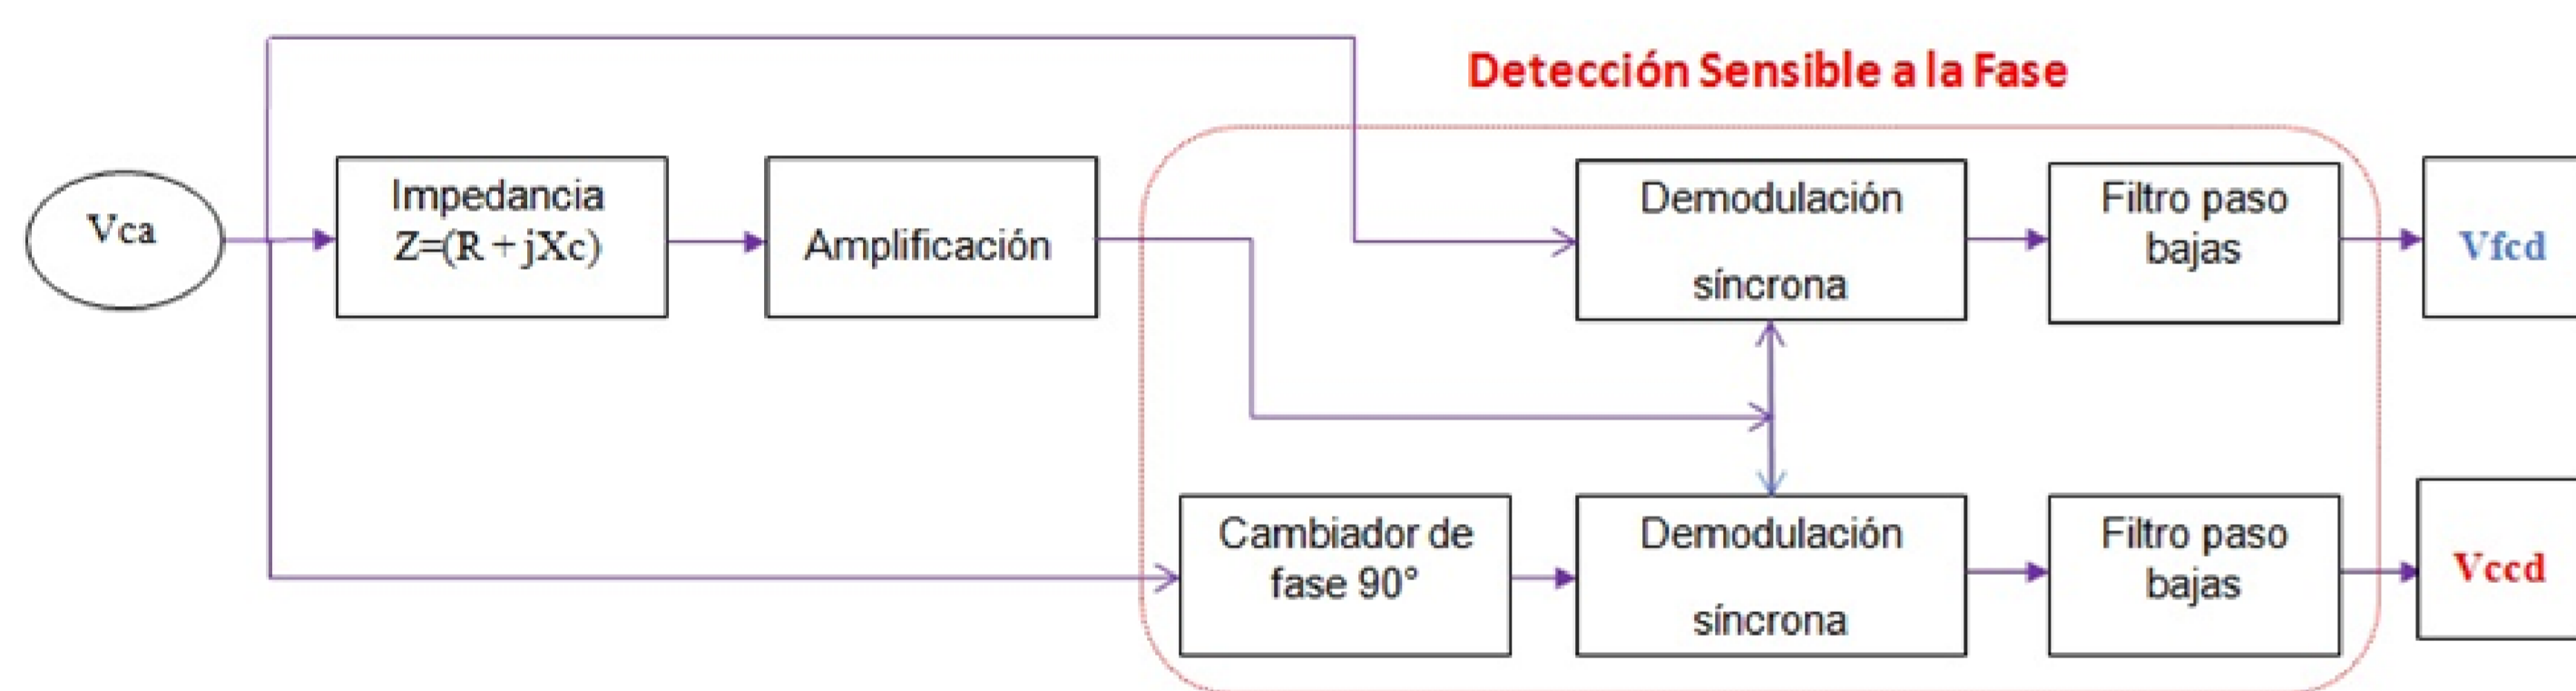 Detección Sensible a la Fase
Vca
Impedancia
Z=(R + jXc)
Amplificación
Demodulación
síncrona
Filtro paso
bajas
Vfcd
Cambiador de
fase 90°
Demodulación
síncrona
Filtro paso
bajas
Vccd